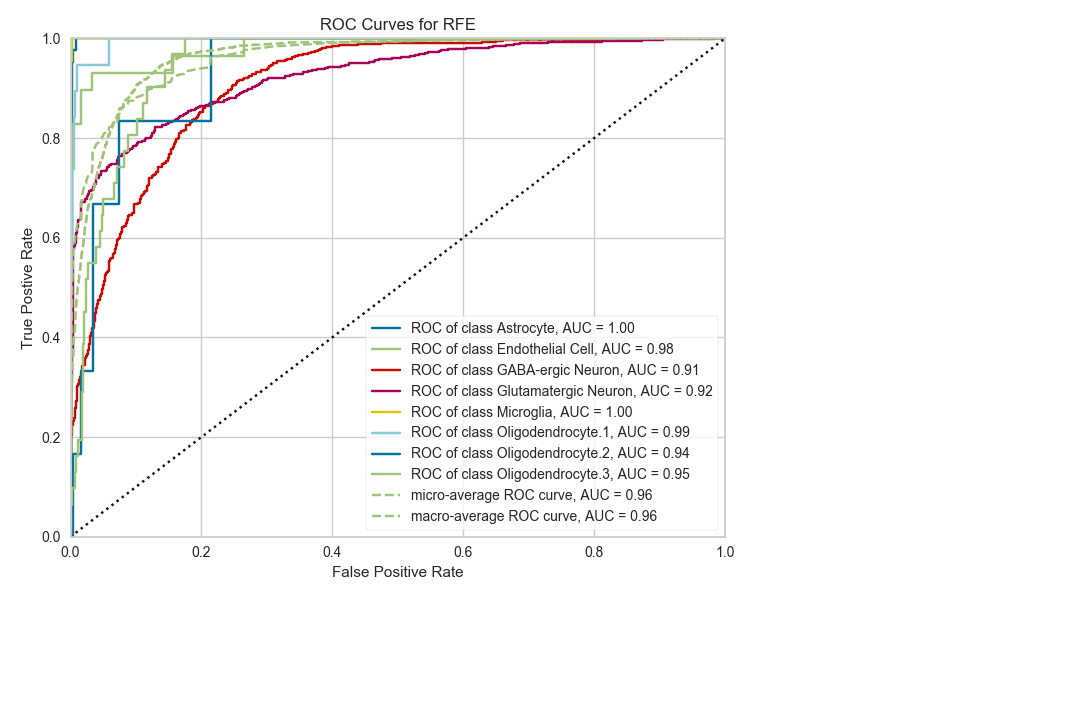 ROC Curves for RFE
1.0
0.8
0.6
0.4
0.2
0.0
True Postive Rate
ROC of class Astrocyte, AUC = 1.00
ROC of class Endothelial Cell, AUC = 0.98
ROC of class GABA-ergic Neuron, AUC = 0.91
ROC of class Glutamatergic Neuron, AUC = 0.92
ROC of class Microglia, AUC = 1.00
ROC of class Oligodendrocyte.1, AUC = 0.99
ROC of class Oligodendrocyte.2, AUC = 0.94
ROC of class Oligodendrocyte.3, AUC = 0.95
micro-average ROC curve, AUC = 0.96
macro-average ROC curve, AUC = 0.96
0.0 0.2 0.4 0.6 0.8 1.0
False Positive Rate